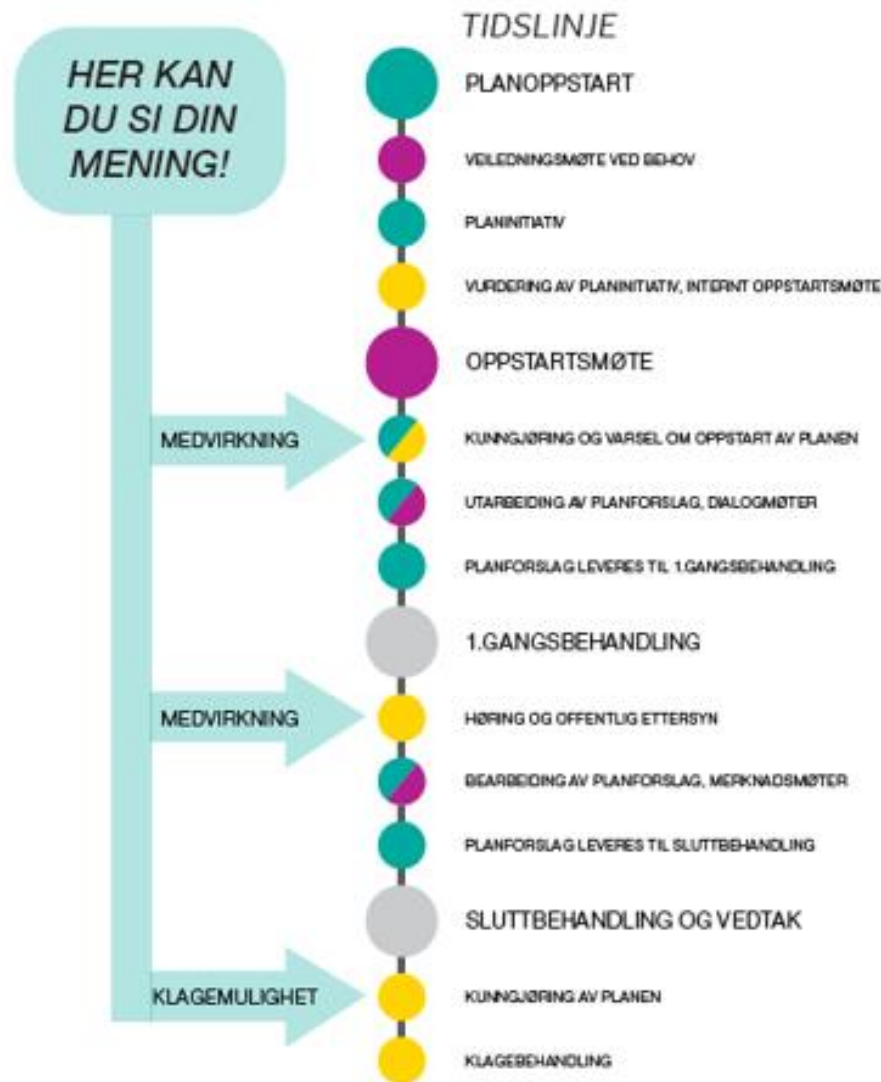 TIDSLINJE
HER KAN
DU SI DIN
MENING!
PLANOPPSTART
VEILEDNINGSMØTE VED BEHOV
PLANINITIATIV
VURDERING AV PLANINITIATIV, INTERNT OPPSTARTSMØTE
OPPSTARTSMØTE
MEDVIRKNING
KUNNGJØRING OG VARSEL OM OPPSTART AV PLANEN
UTARBEIDING AV PLANFORSLAG, DIALOGMØTER
PLANFORSLAG LEVERES TIL 1.GANGSBEHANDLING
1.GANGSBEHANDLING
MEDVIRKNING
HØRING OG OFFENTLIG ETTERSYN
BEARBEIDING AV PLANFORSLAG, MERKNADSMØTER
PLANFORSLAG LEVERES TIL SLUTTBEHANDLING
SLUTTBEHANDLING OG VEDTAK
KLAGEMULIGHET
KUNNGJØRING AV PLANEN
KLAGEBEHANDLING